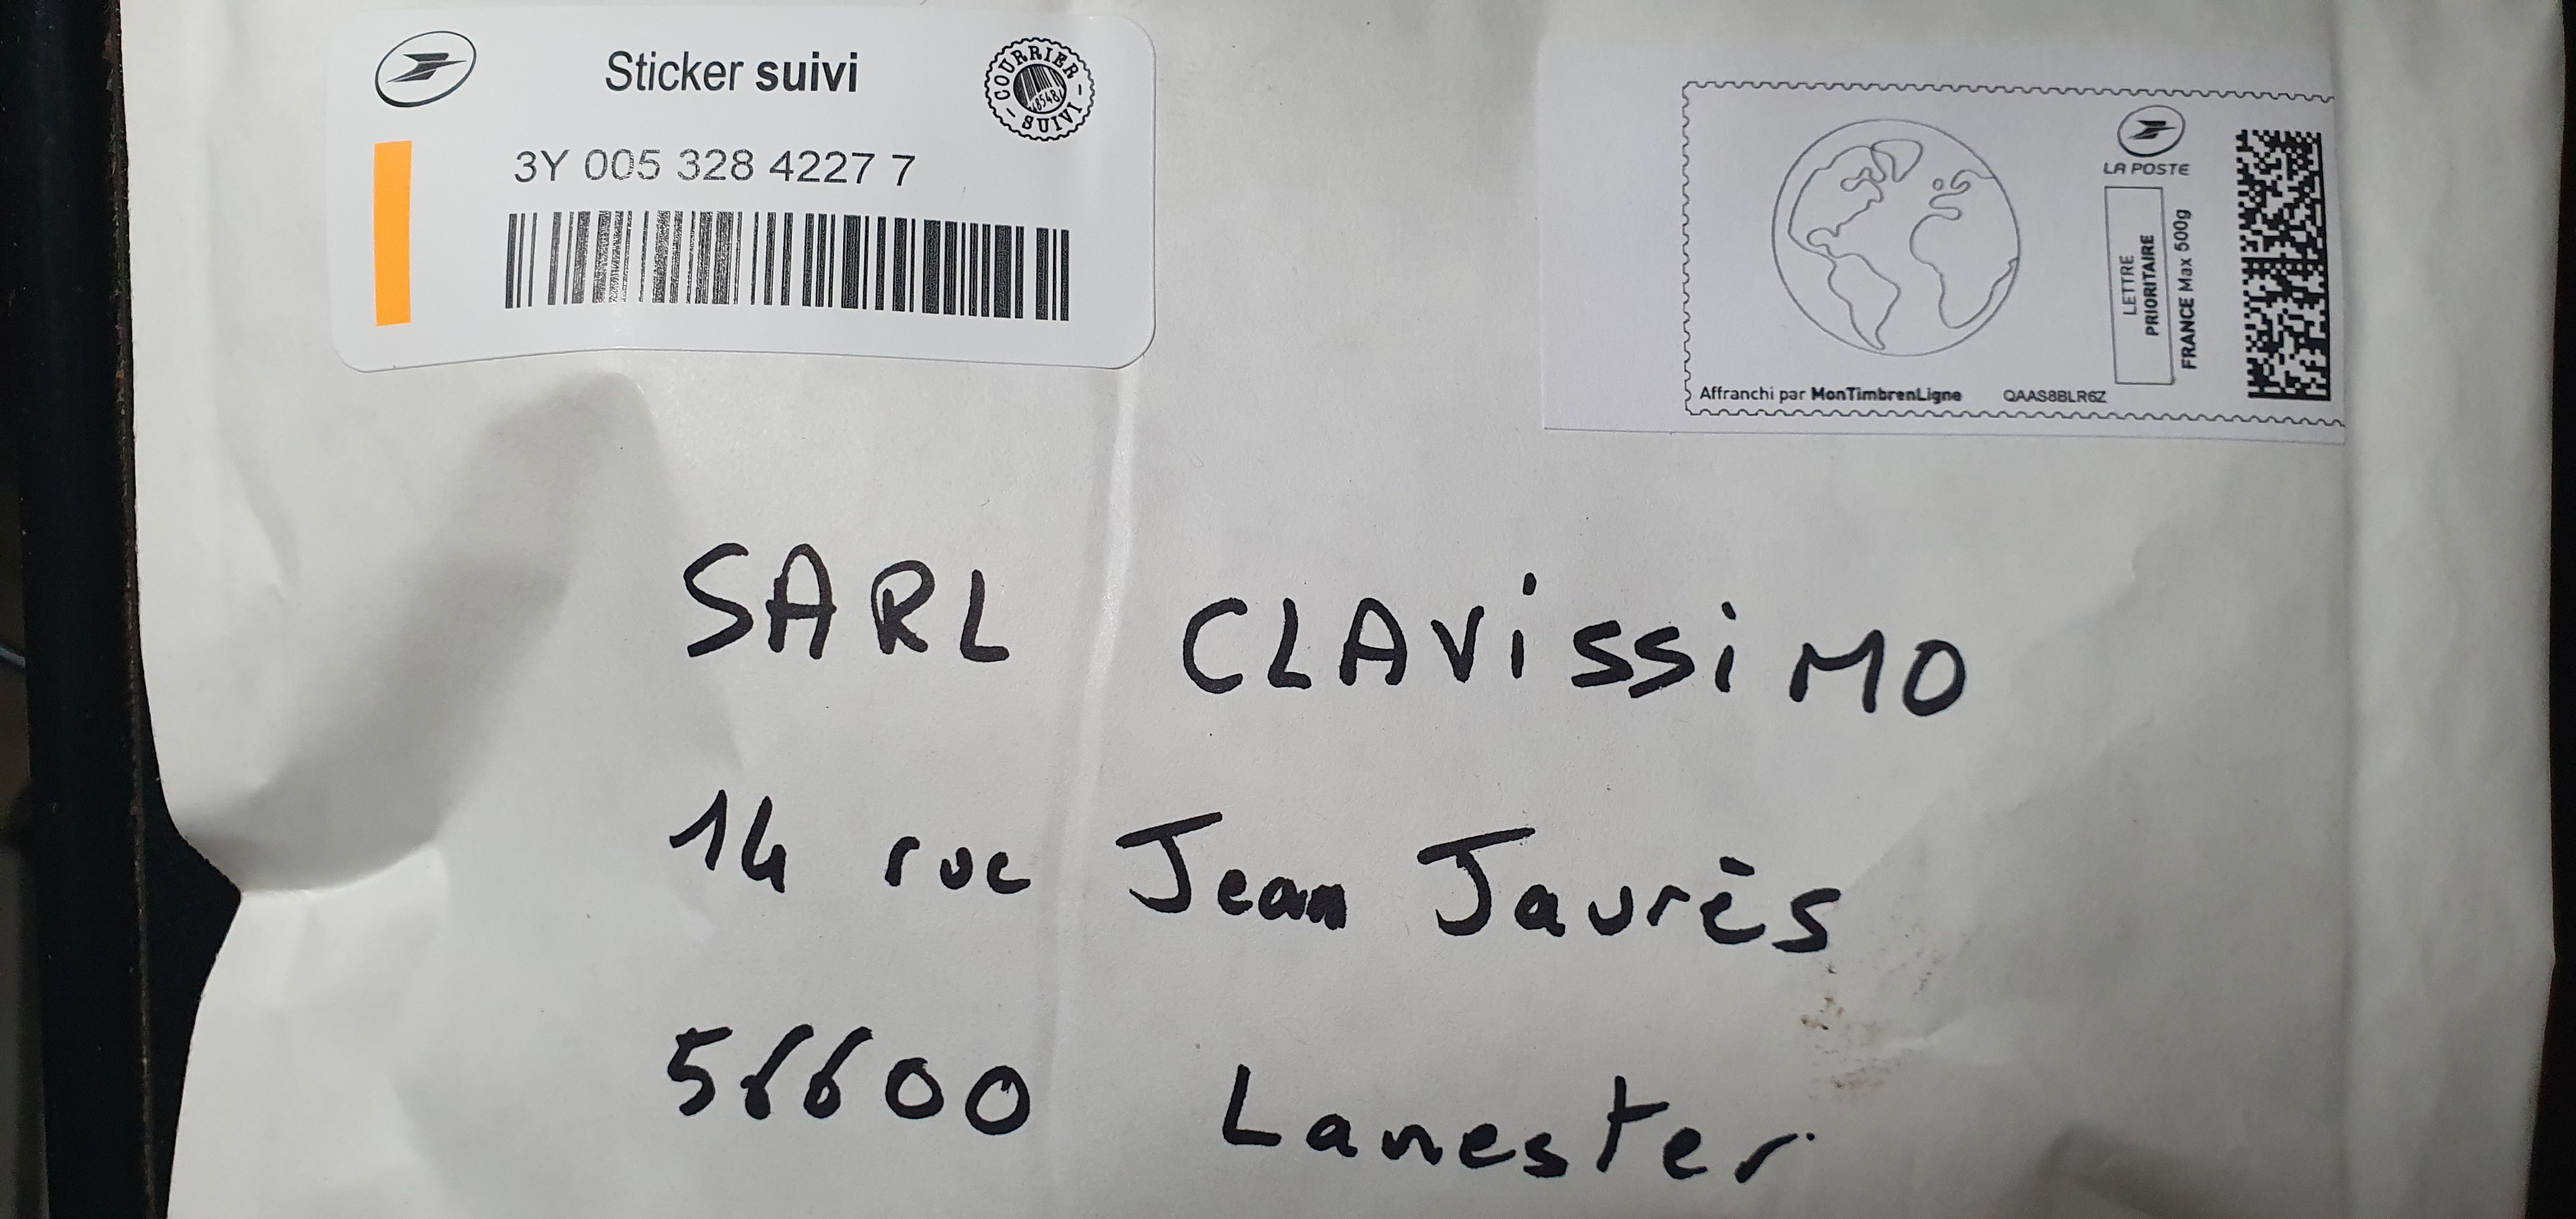 Sticker suivi
COURRIER SUIVI
3Y 005 328 4227 7
LA POSTE
LETTRE
PRIORITAIRE
FRANCE Max 500g
Affranchi par MonTimbrenLigne QAAS8BLR6Z
SARL CLAVissiMO
14 rue Jean Jaurès
56600 Lanester